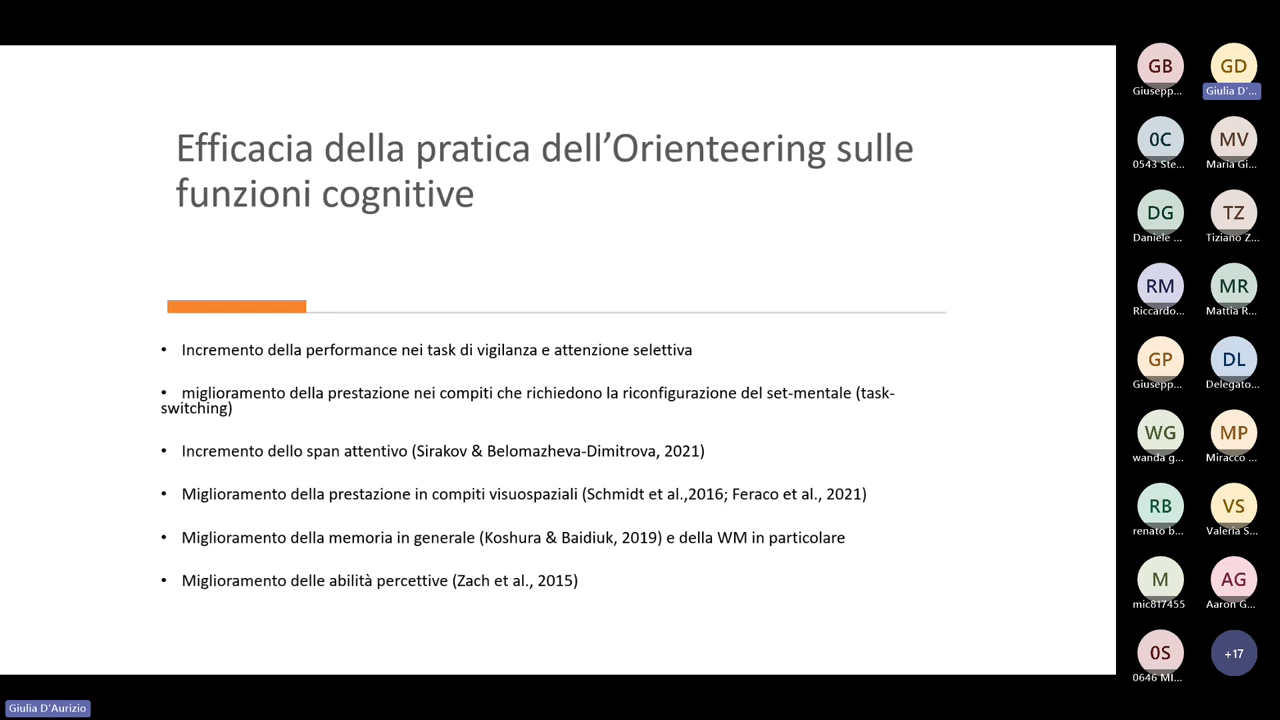 Efficacia della pratica dell’Orienteering sulle
funzioni cognitive
• Incremento della performance nei task di vigilanza e attenzione selettiva
• miglioramento della prestazione nei compiti che richiedono la riconfigurazione del set-mentale (task-
switching)
• Incremento dello span attentivo (Sirakov & Belomazheva-Dimitrova, 2021)
• Miglioramento della prestazione in compiti visuospaziali (Schmidt et al.,2016; Feraco et al., 2021)
• Miglioramento della memoria in generale (Koshura & Baidiuk, 2019) e della WM in particolare
• Miglioramento delle abilità percettive (Zach et al., 2015)
GB GD
Giusepp... Giulia D'...
0C MV
0543 Ste... Maria Gi...
DG TZ
Daniele ... Tiziano Z...
RM MR
Riccardo... Mattia R...
GP DL
Giusepp... Delegato...
WG MP
wanda g... Miracco ...
RB VS
renato b... Valeria S...
M AG
mic817455 Aaron G...
0S +17
0646 MI...
Giulia D'Aurizio